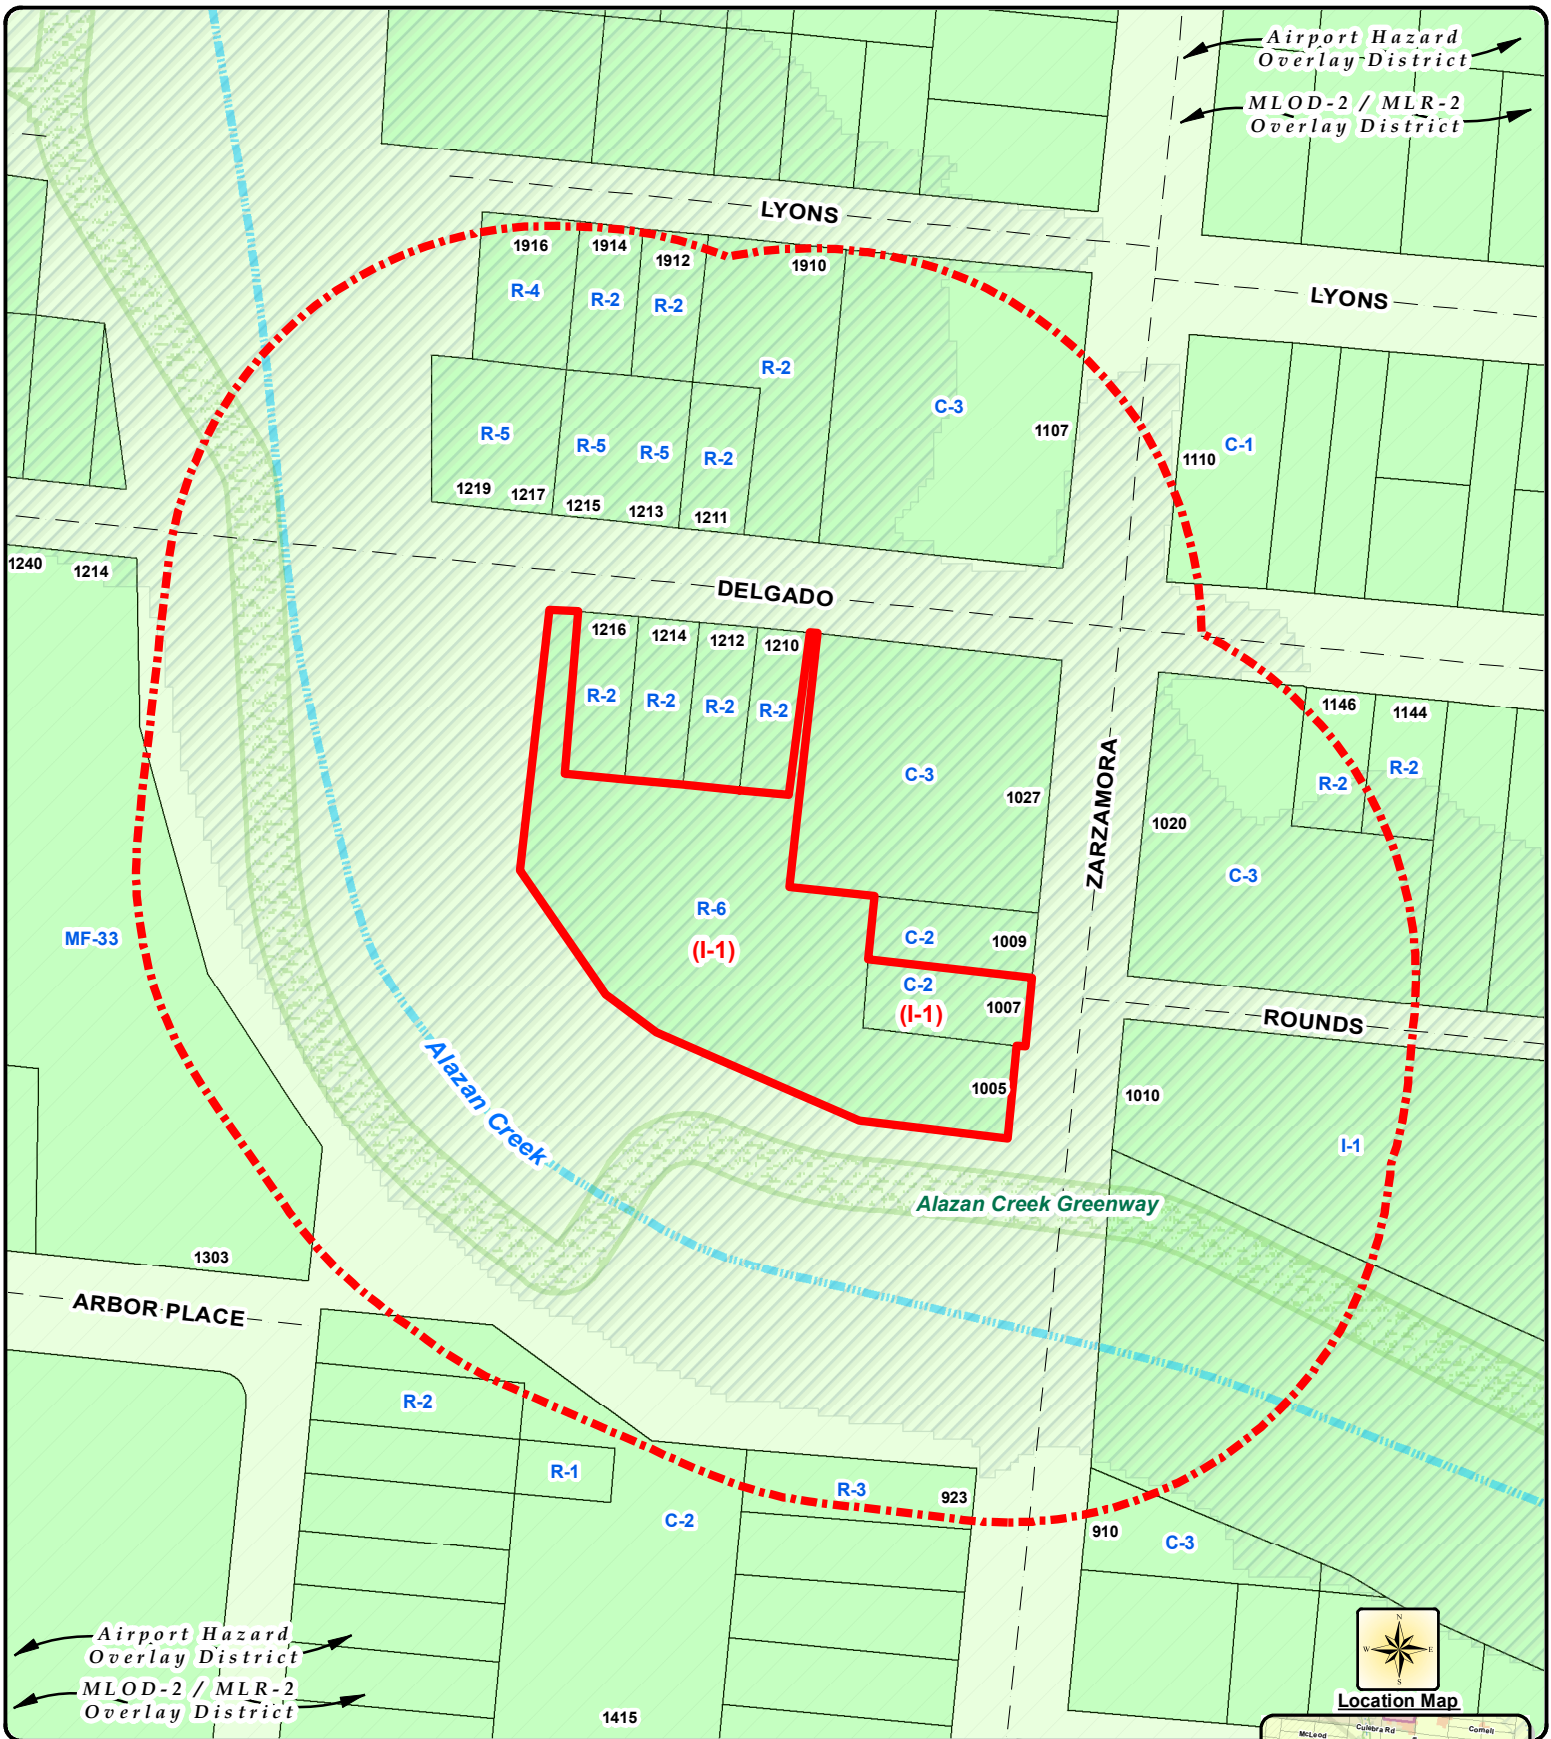 Airport Hazard
Overlay District
MLOD-2 / MLR-2
Overlay District
LYONS
1916
1914
1912
1910
R-4
R-2
R-2
LYONS
R-2
C-3
1107
1110
C-1
R-5
R-5
R-5
R-2
1219
1217
1215
1213
1211
1240
1214
DELGADO
1216
1214
1212
1210
R-2
R-2
R-2
R-2
1146
1144
R-2
R-2
C-3
1027
ZARZAMORA
1020
C-3
R-6
(I-1)
MF-33
C-2
1009
C-2
(I-1)
1007
ROUNDS
1005
1010
I-1
Alazan Creek
Alazan Creek Greenway
1303
ARBOR PLACE
R-2
R-1
R-3
923
C-2
910
C-3
Airport Hazard
Overlay District
MLOD-2 / MLR-2
Overlay District
1415
N
W
E
S
Location Map
McLeod
Culebra Rd
Cornell